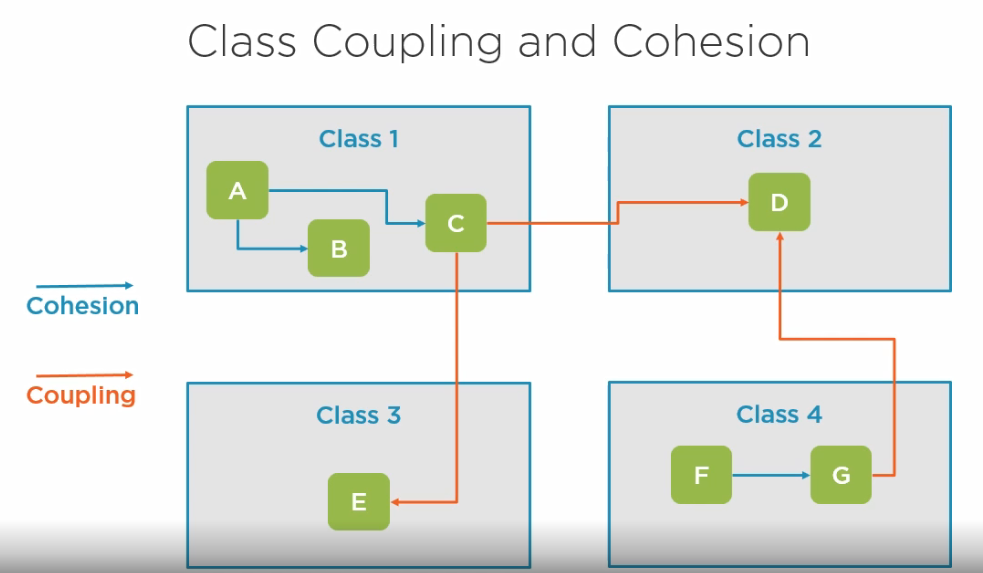 Class Coupling and Cohesion
Class 1
A
B
C
Class 2
D
Cohesion
Coupling
Class 3
E
Class 4
F
G